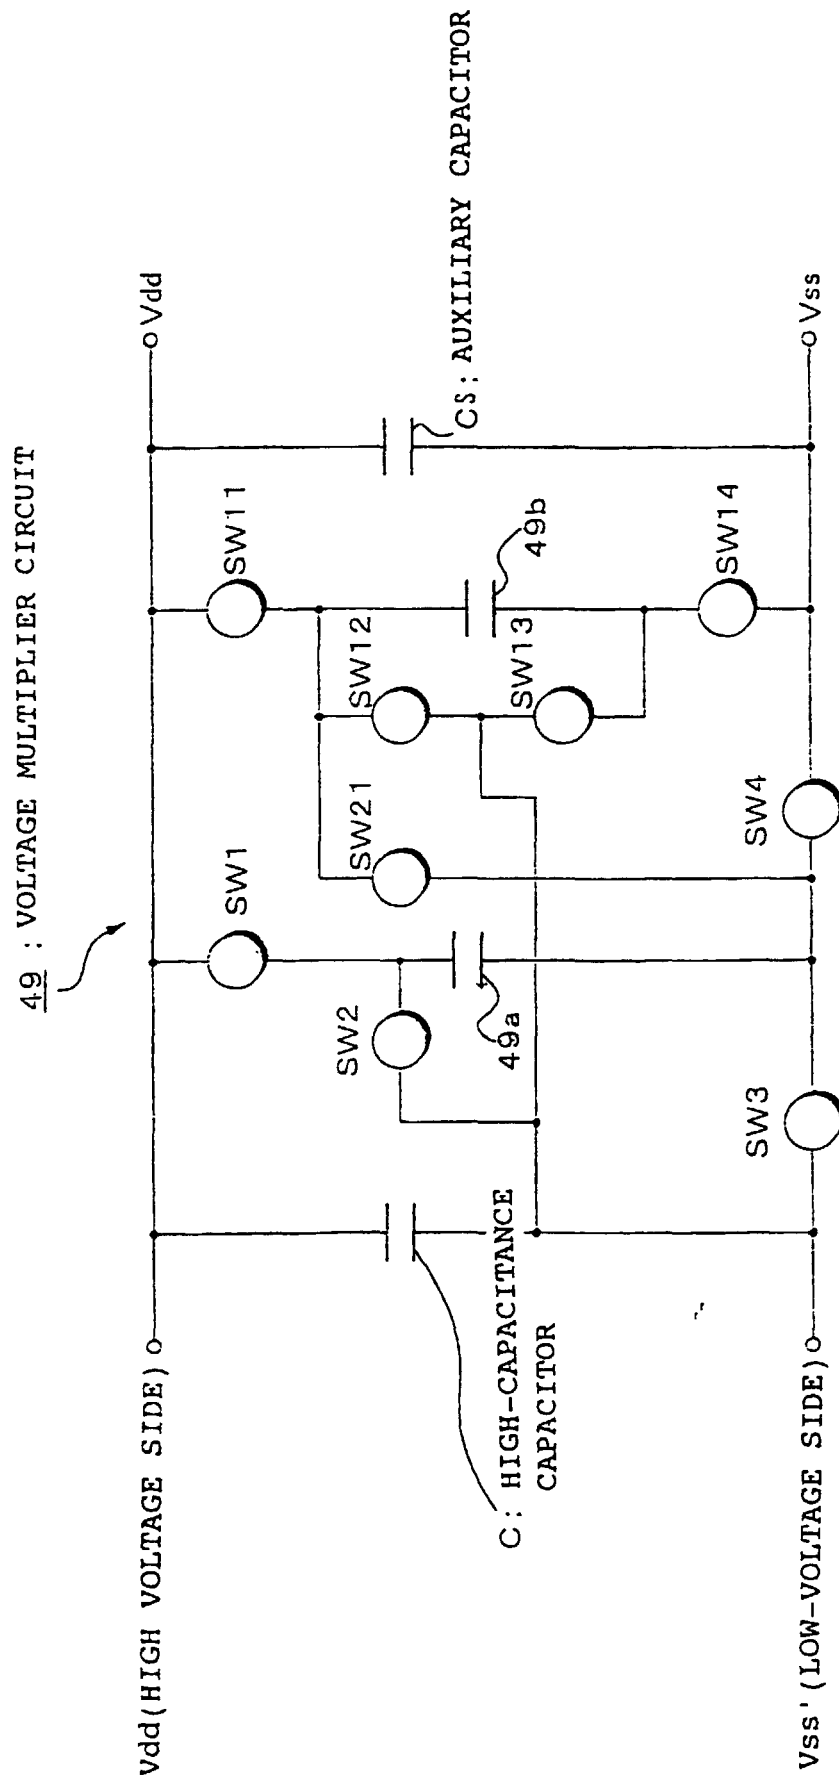 49 : VOLTAGE MULTIPLIER CIRCUIT
Vdd(HIGH VOLTAGE SIDE)
Vdd
SW1
SW11
SW2
49a
SW21
SW12
SW13
49b
CS; AUXILIARY CAPACITOR
C; HIGH-CAPACITANCE
CAPACITOR
SW3
SW4
SW14
Vss'(LOW-VOLTAGE SIDE)
Vss